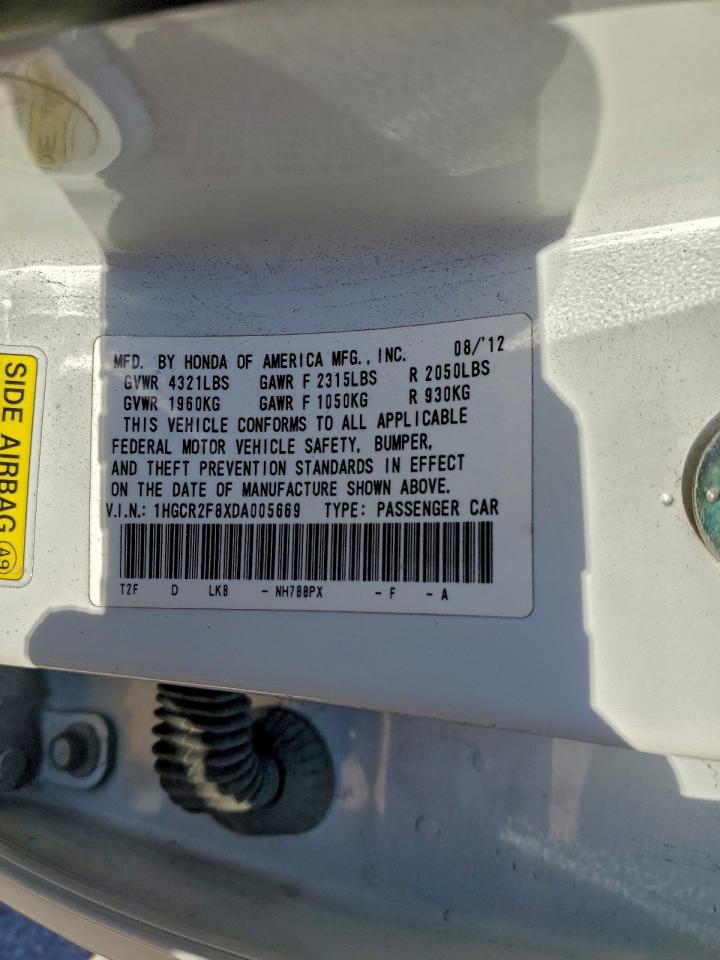 MFD. BY HONDA OF AMERICA MFG., INC. 08/'12
GVWR 4321LBS GAWR F 2315LBS R 2050LBS
GVWR 1960KG GAWR F 1050KG R 930KG
THIS VEHICLE CONFORMS TO ALL APPLICABLE
FEDERAL MOTOR VEHICLE SAFETY, BUMPER,
AND THEFT PREVENTION STANDARDS IN EFFECT
ON THE DATE OF MANUFACTURE SHOWN ABOVE.
V.I.N.: 1HGCR2F8XDA005669 TYPE: PASSENGER CAR
T2F D LK8 - NH788PX - F - A
SIDE AIRBAG A9